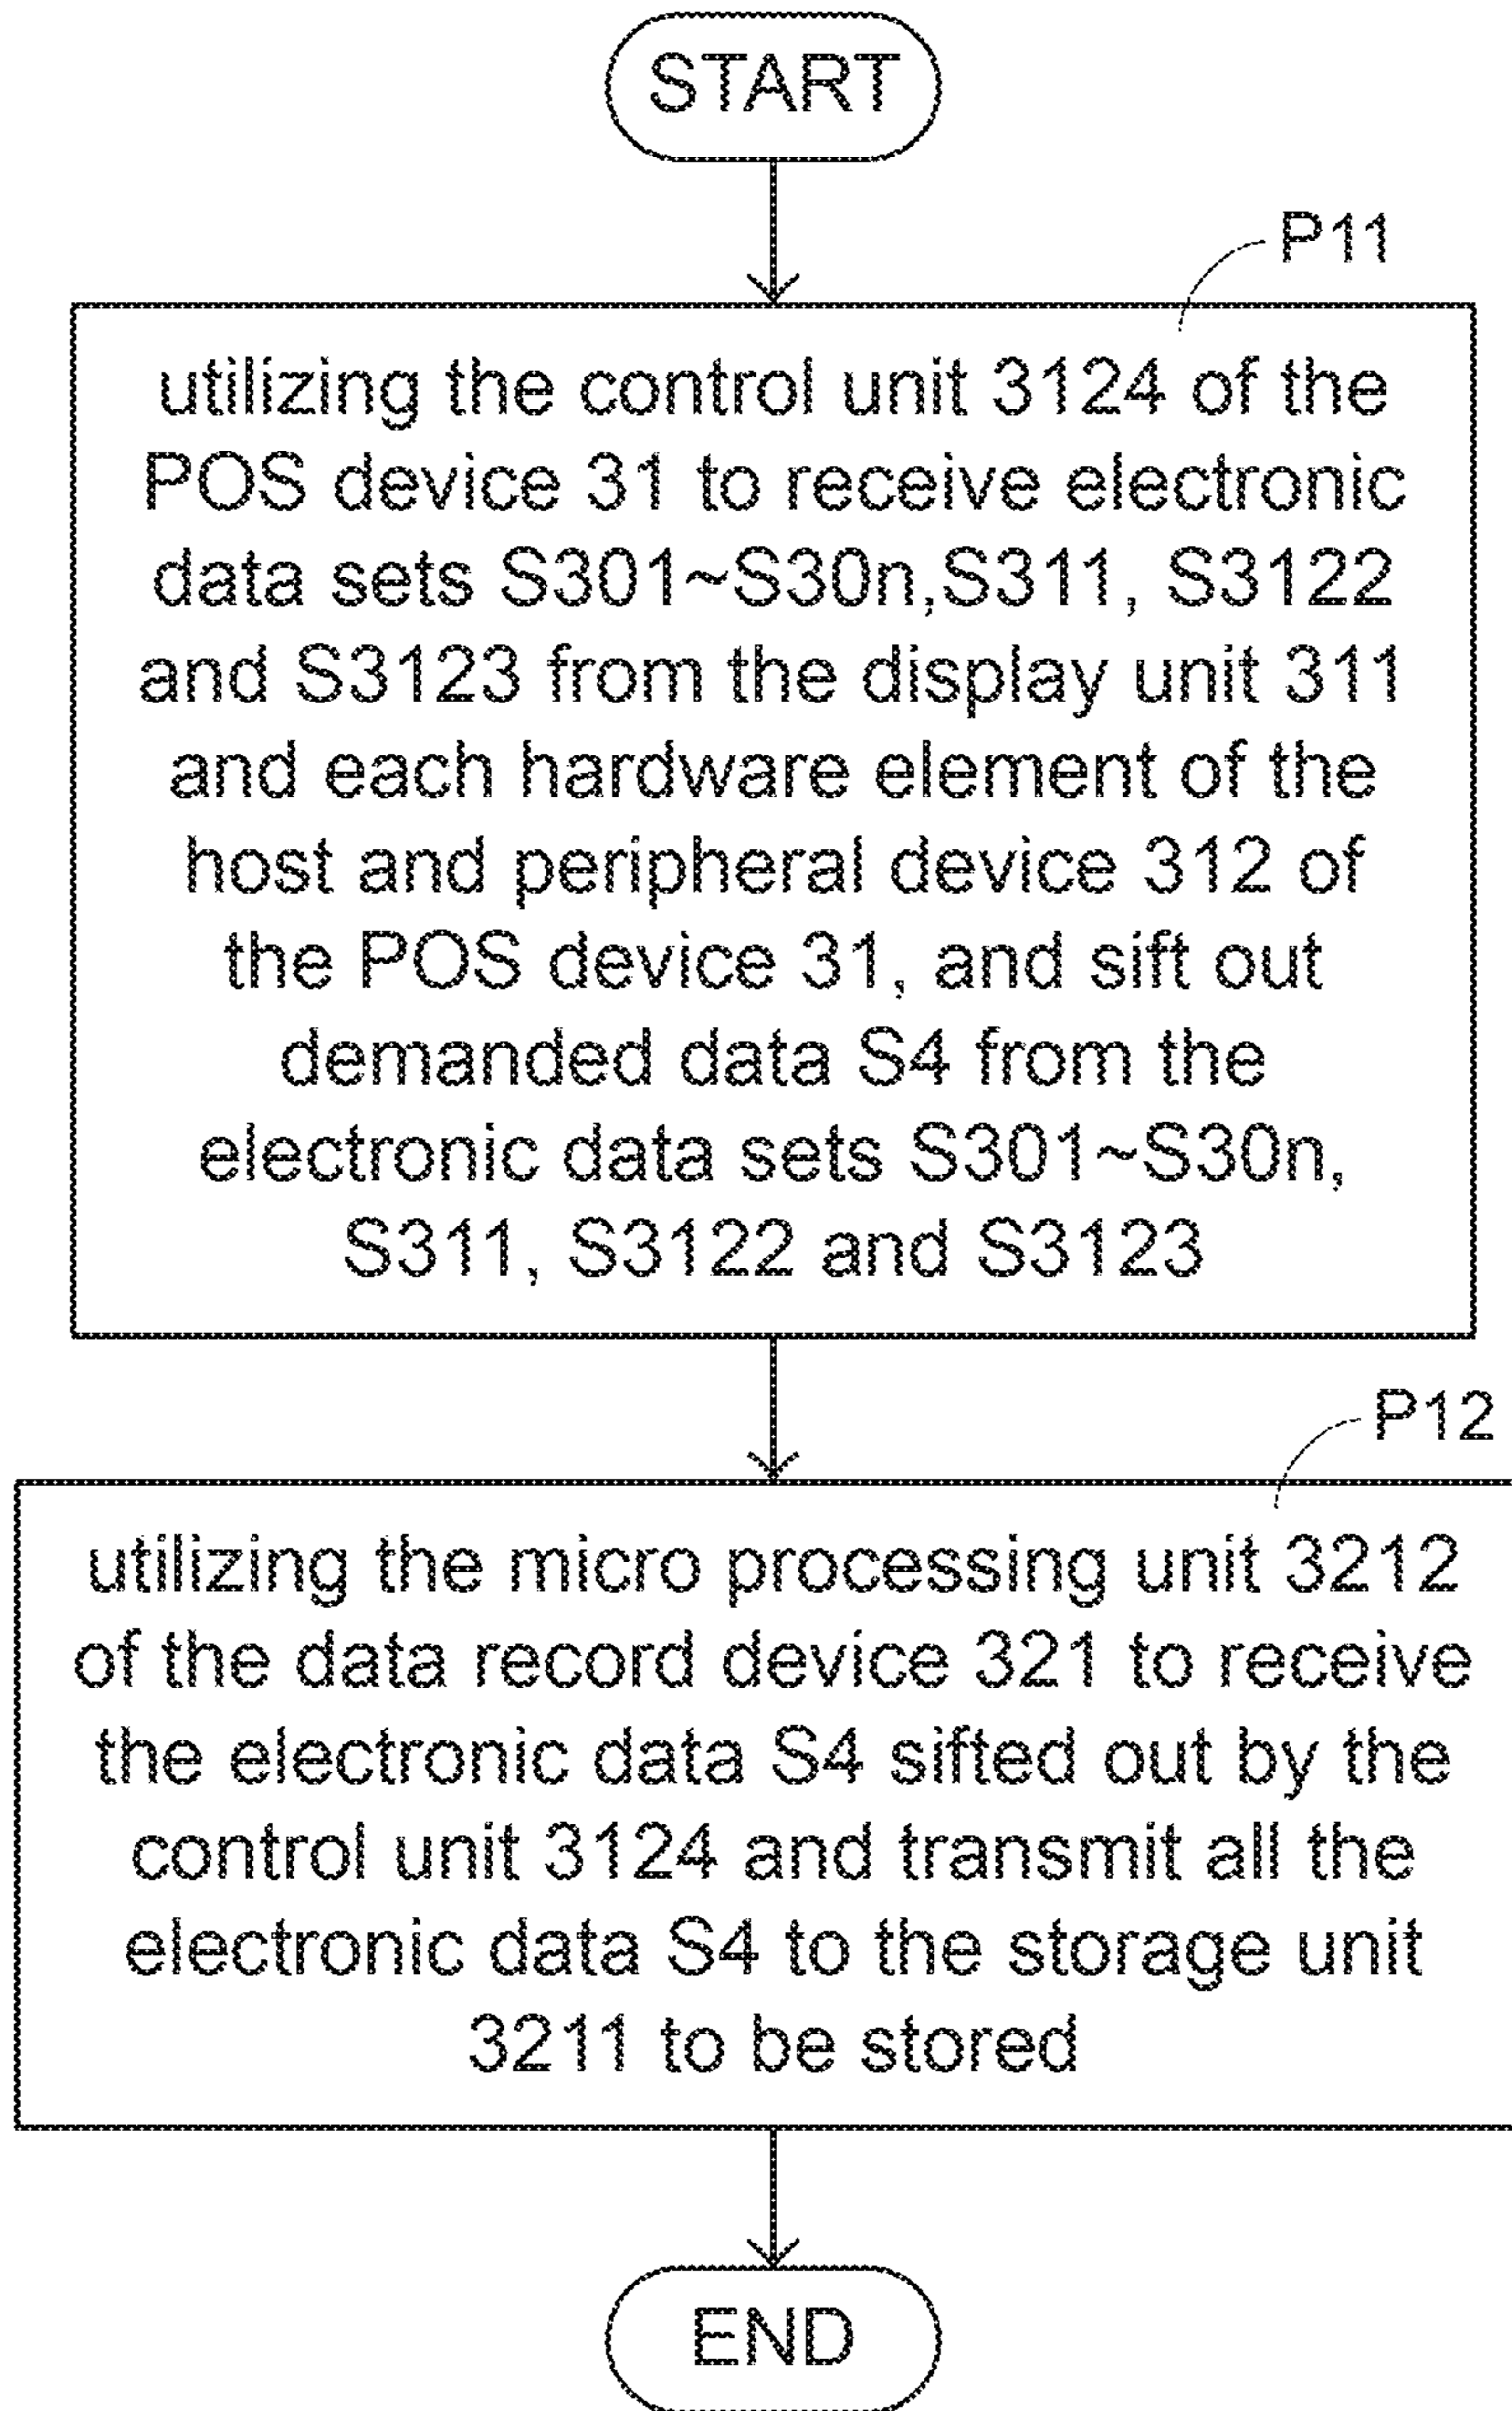 START
P11
utilizing the control unit 3124 of the
POS device 31 to receive electronic
data sets S301~S30n,S311, S3122
and S3123 from the display unit 311
and each hardware element of the
host and peripheral device 312 of
the POS device 31, and sift out
demanded data S4 from the
electronic data sets S301~S30n,
S311, S3122 and S3123
P12
utilizing the micro processing unit 3212
of the data record device 321 to receive
the electronic data S4 sifted out by the
control unit 3124 and transmit all the
electronic data S4 to the storage unit
3211 to be stored
END